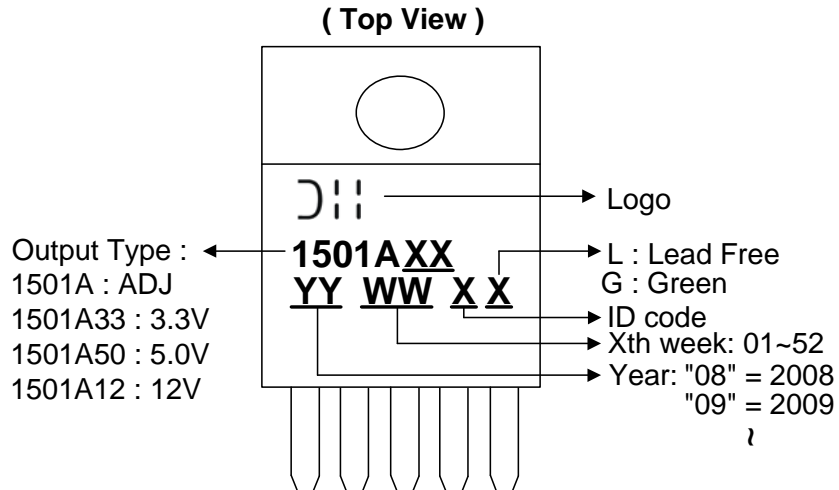 ( Top View )
Logo
Output Type :
1501A : ADJ
1501A33 : 3.3V
1501A50 : 5.0V
1501A12 : 12V
1501AXX
YY WW X X
L : Lead Free
G : Green
ID code
Xth week: 01~52
Year: "08" = 2008
"09" = 2009
~